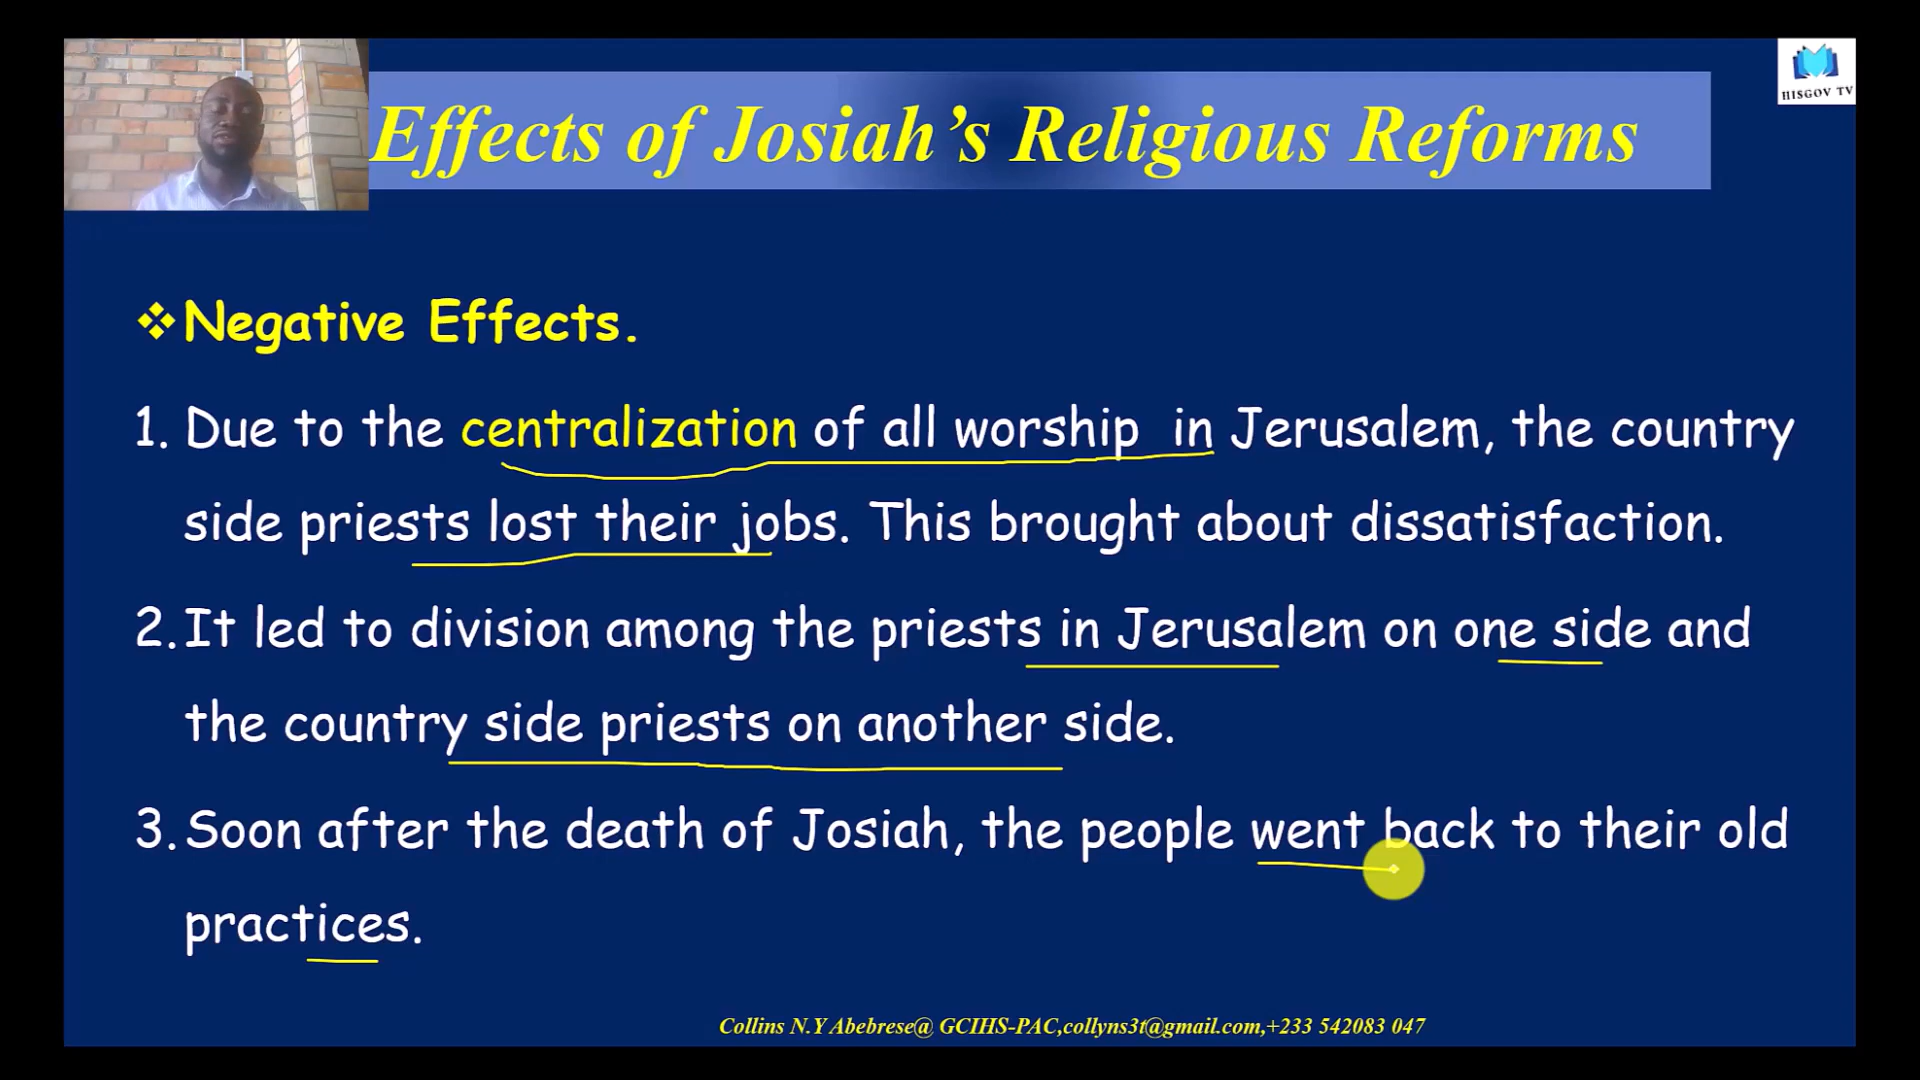 HISGOV TV
Effects of Josiah's Religious Reforms
❖Negative Effects.
1. Due to the centralization of all worship in Jerusalem, the country
side priests lost their jobs. This brought about dissatisfaction.
2. It led to division among the priests in Jerusalem on one side and
the country side priests on another side.
3. Soon after the death of Josiah, the people went back to their old
practices.
Collins N.Y Abebrese@ GCIHS-PAC,collyns3t@gmail.com,+233 542083 047